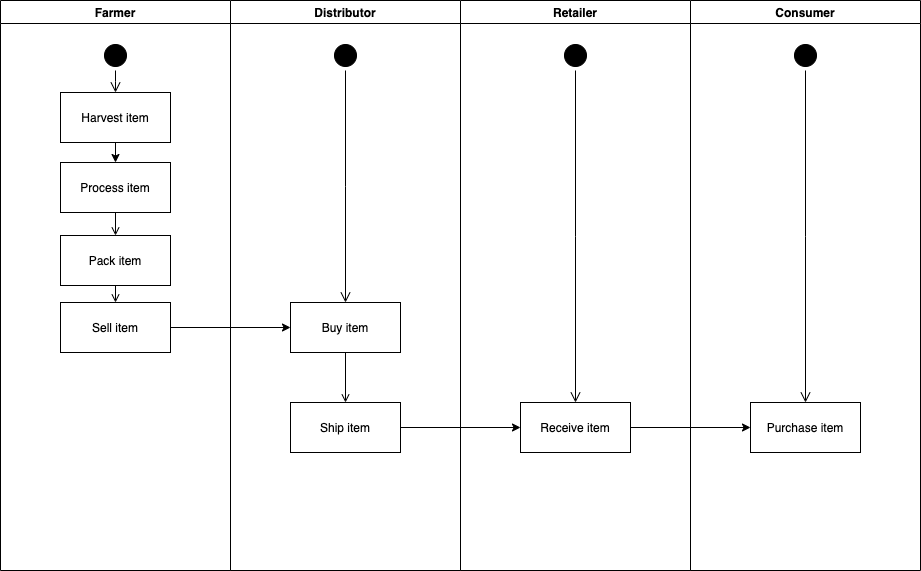 Farmer
Distributor
Retailer
Consumer
Harvest item
Process item
Pack item
Sell item
Buy item
Ship item
Receive item
Purchase item